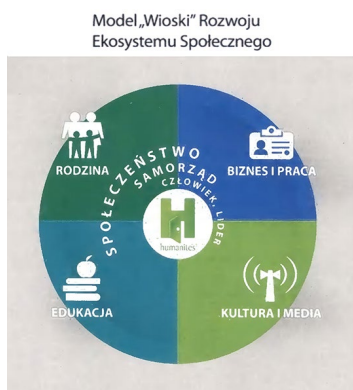 Model „Wioski” Rozwoju
Ekosystemu Społecznego
RODZINA
BIZNES I PRACA
SPOŁECZEŃSTWO
SAMORZĄD
CZŁOWIEK, LIDER
humanites
EDUKACJA
KULTURA I MEDIA